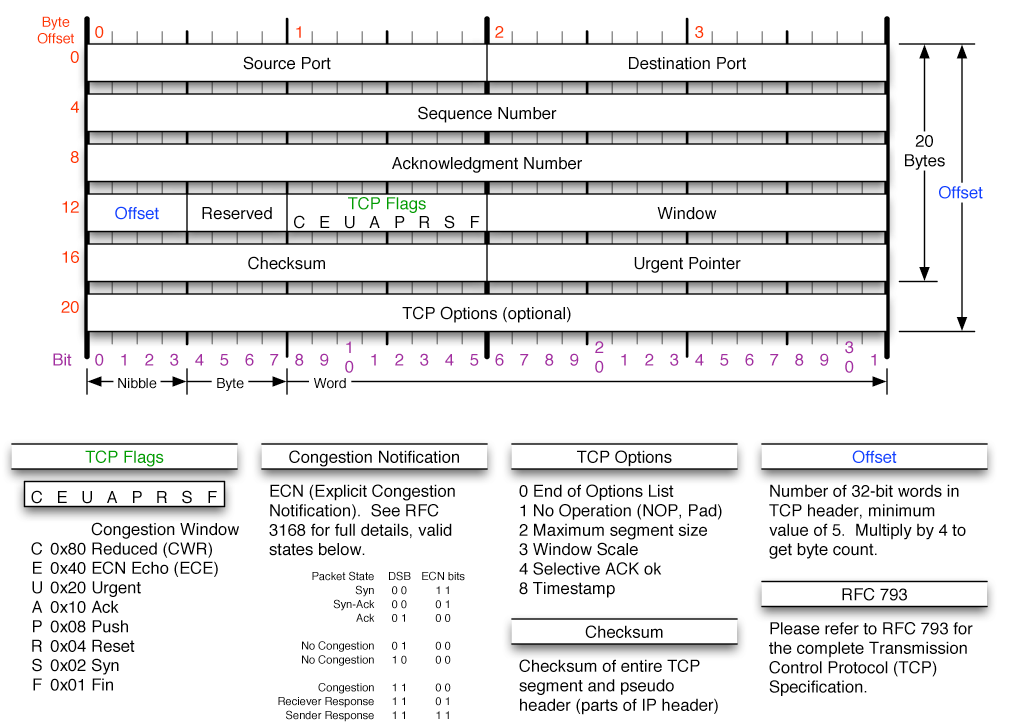 Byte
Offset
0 1 2 3
0 Source Port Destination Port
4 Sequence Number
8 Acknowledgment Number
20
Bytes
Offset
12 Offset Reserved TCP Flags Window
C E U A P R S F
16 Checksum Urgent Pointer
20 TCP Options (optional)
Bit 0 1 2 3 4 5 6 7 8 9 10 1 2 3 4 5 6 7 8 9 20 1 2 3 4 5 6 7 8 9 30 1
Nibble Byte Word
TCP Flags
C E U A P R S F
Congestion Window
C 0x80 Reduced (CWR)
E 0x40 ECN Echo (ECE)
U 0x20 Urgent
A 0x10 Ack
P 0x08 Push
R 0x04 Reset
S 0x02 Syn
F 0x01 Fin
Congestion Notification
ECN (Explicit Congestion
Notification). See RFC
3168 for full details, valid
states below.
Packet State DSB ECN bits
Syn 0 0 1 1
Syn-Ack 0 0 0 1
Ack 0 1 0 0
No Congestion 0 1 0 0
No Congestion 1 0 0 0
Congestion 1 1 0 0
Reciever Response 1 1 0 1
Sender Response 1 1 1 1
TCP Options
0 End of Options List
1 No Operation (NOP, Pad)
2 Maximum segment size
3 Window Scale
4 Selective ACK ok
8 Timestamp
Checksum
Checksum of entire TCP
segment and pseudo
header (parts of IP header)
Offset
Number of 32-bit words in
TCP header, minimum
value of 5. Multiply by 4 to
get byte count.
RFC 793
Please refer to RFC 793 for
the complete Transmission
Control Protocol (TCP)
Specification.